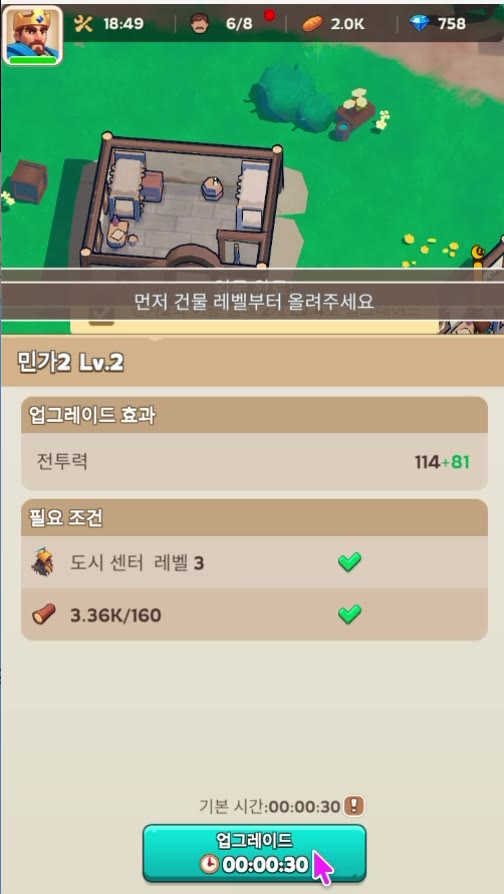 18:49 6/8 2.0K 758
먼저 건물 레벨부터 올려주세요
민가2 Lv.2
업그레이드 효과
전투력 114+81
필요 조건
도시 센터 레벨 3
3.36K/160
기본 시간:00:00:30
업그레이드
00:00:30